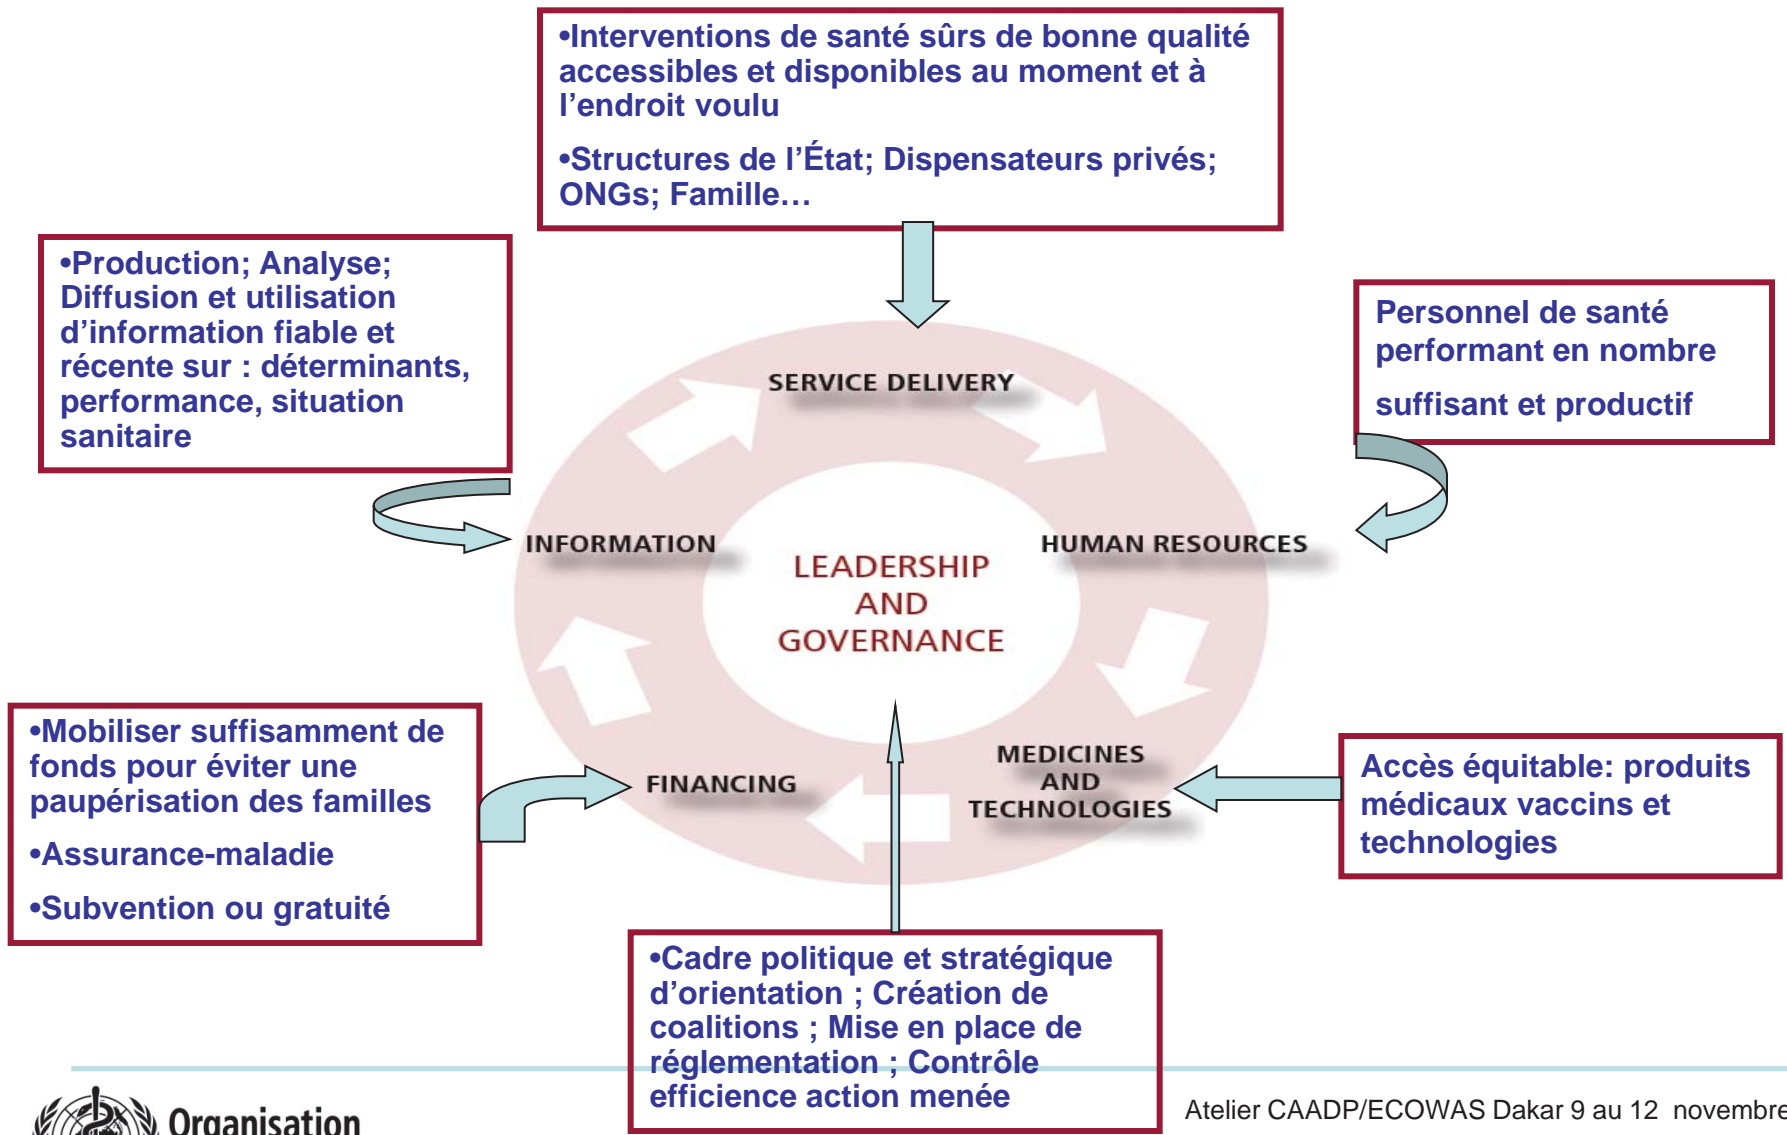 •Interventions de santé sûrs de bonne qualité
accessibles et disponibles au moment et à
l’endroit voulu
•Structures de l’État; Dispensateurs privés;
ONGs; Famille…
•Production; Analyse;
Diffusion et utilisation
d’information fiable et
récente sur : déterminants,
performance, situation
sanitaire
Personnel de santé
performant en nombre
suffisant et productif
SERVICE DELIVERY
INFORMATION
HUMAN RESOURCES
LEADERSHIP
AND
GOVERNANCE
•Mobiliser suffisamment de
fonds pour éviter une
paupérisation des familles
•Assurance-maladie
•Subvention ou gratuité
FINANCING
MEDICINES
AND
TECHNOLOGIES
Accès équitable: produits
médicaux vaccins et
technologies
•Cadre politique et stratégique
d’orientation ; Création de
coalitions ; Mise en place de
réglementation ; Contrôle
efficience action menée
Organisation
Atelier CAADP/ECOWAS Dakar 9 au 12 novembre